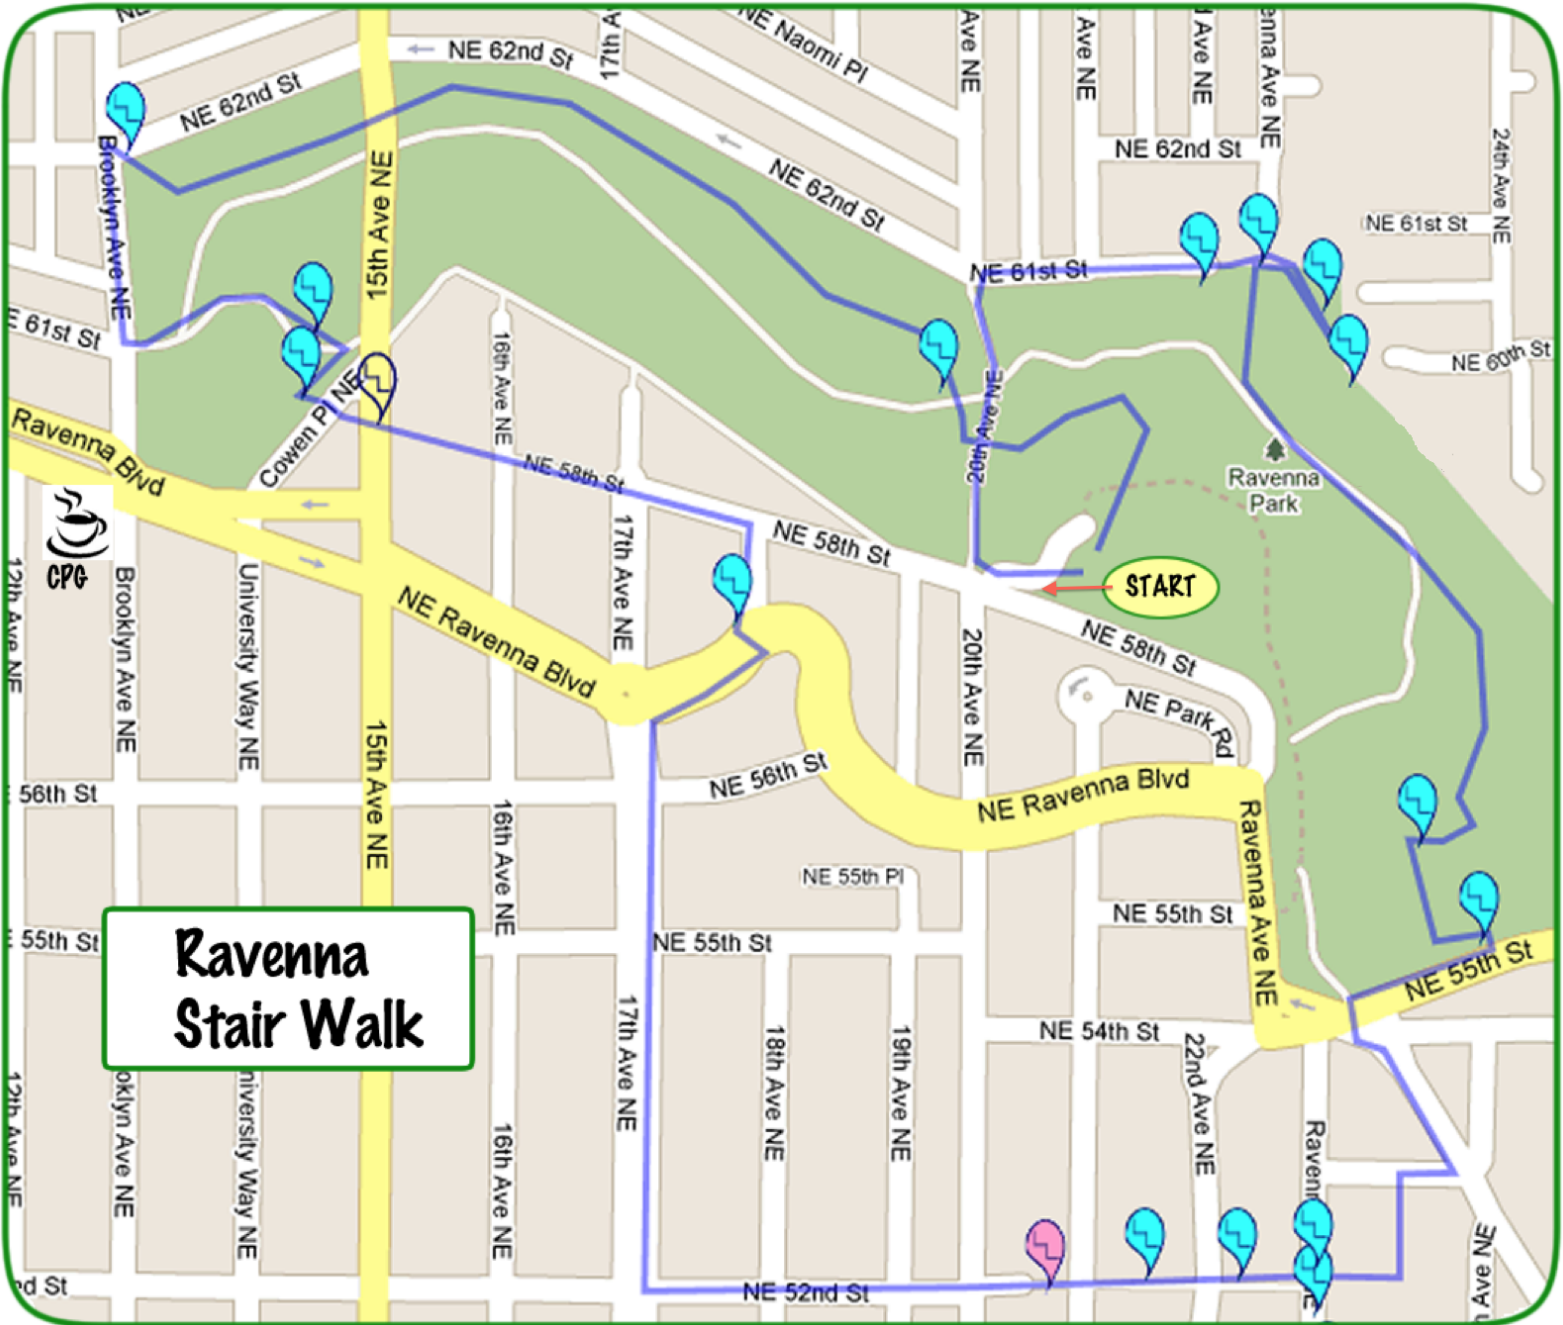 NE 62nd St
17th A
NE Naomi Pl
Ave NE
Ave NE
Ave NE
enna Ave NE
NE 62nd St
NE 62nd St
NE 62nd St
24th Ave NE
Brooklyn Ave NE
15th Ave NE
NE 61st St
NE 61st St
E 61st St
16th Ave NE
20th Ave NE
NE 60th St
Cowen Pl NE
Ravenna Blvd
NE 58th St
Ravenna
Park
NE 58th St
17th Ave NE
CPG
START
12th Ave NE
Brooklyn Ave NE
University Way NE
NE Ravenna Blvd
NE 58th St
20th Ave NE
NE Park Rd
15th Ave NE
56th St
NE 56th St
NE Ravenna Blvd
16th Ave NE
Ravenna Ave NE
NE 55th Pl
NE 55th St
55th St
NE 55th St
NE 55th St
Ravenna
Stair Walk
17th Ave NE
18th Ave NE
19th Ave NE
NE 54th St
22nd Ave NE
12th Ave NE
oklyn Ave NE
niversity Way NE
16th Ave NE
Ravenn
NE
Ave NE
nd St
NE 52nd St